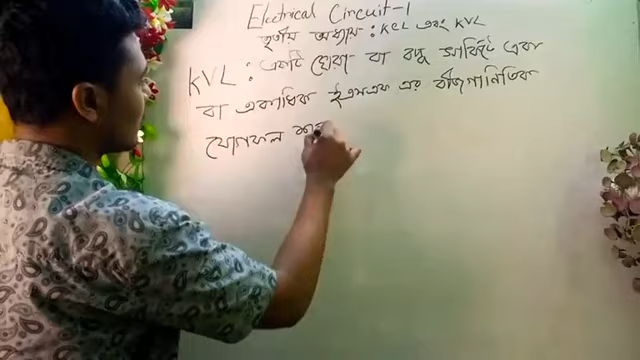 Electrical Circuit-1
তৃতীয় অধ্যায় : KCL এবং KVL
KVL : একটি ঘোরা বা বদ্ধ সার্কিটে এক
বা একাধিক ইএমএফ এর বীজগানিতিক
যোগফল